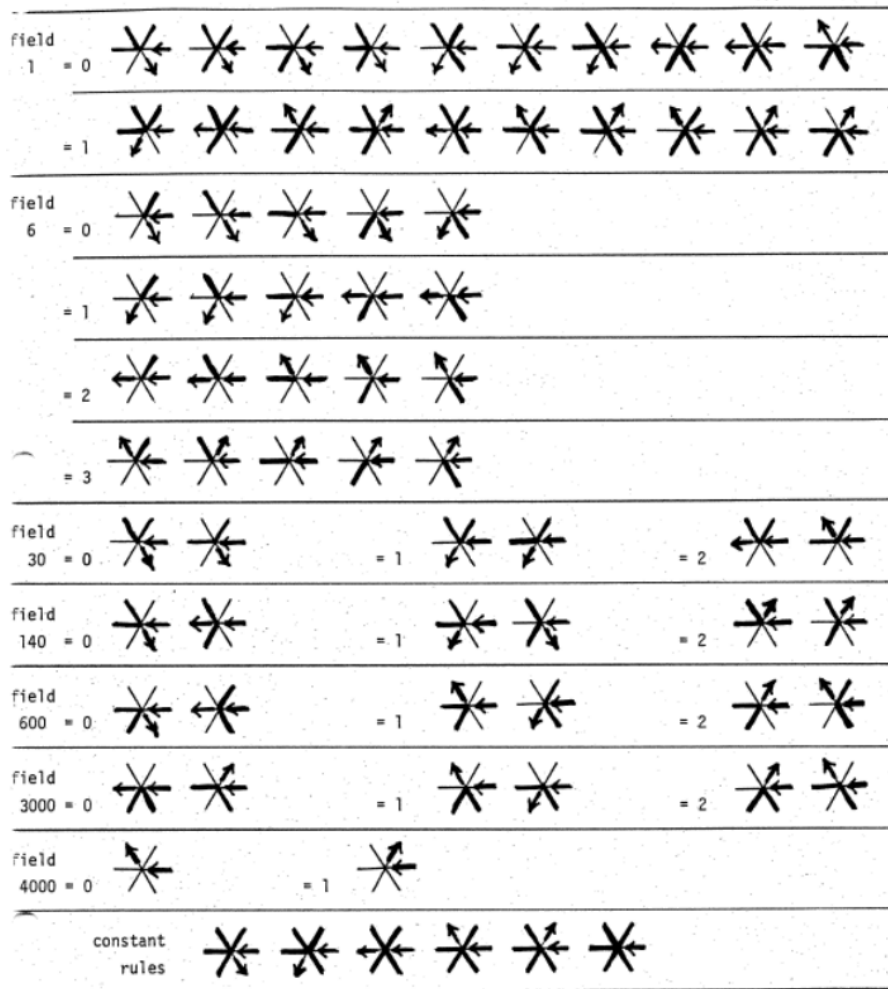 field
1 = 0
= 1
field
6 = 0
= 1
= 2
= 3
field
30 = 0 = 1 = 2
field
140 = 0 = 1 = 2
field
600 = 0 = 1 = 2
field
3000 = 0 = 1 = 2
field
4000 = 0 = 1
constant
rules